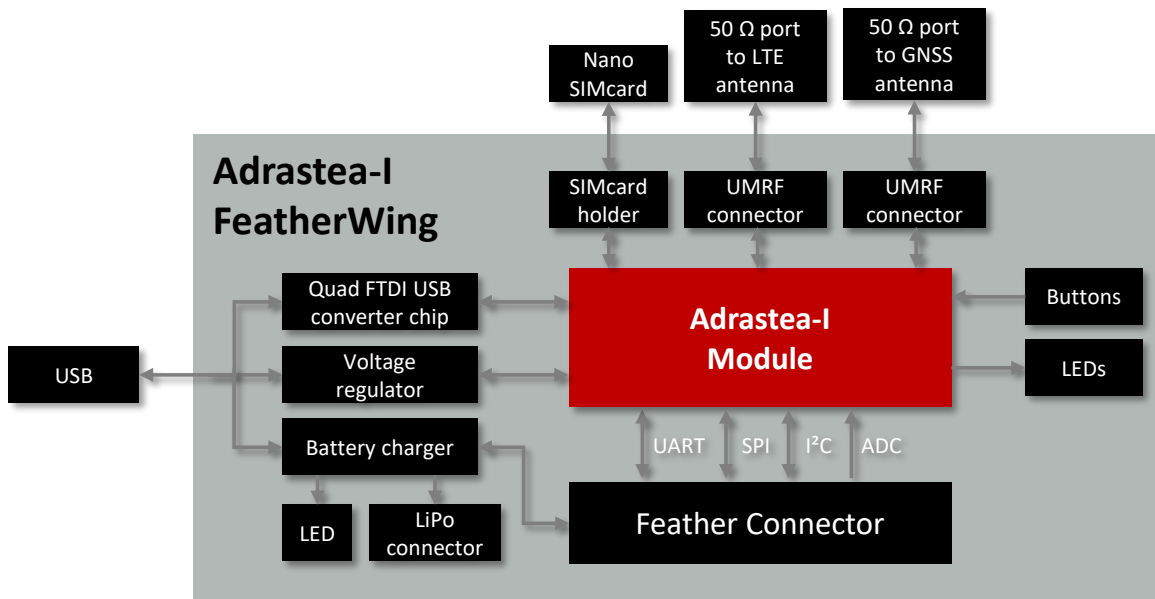 Nano
SIMcard
50 Ω port
to LTE
antenna
50 Ω port
to GNSS
antenna
Adrastea-I
FeatherWing
SIMcard
holder
UMRF
connector
UMRF
connector
Quad FTDI USB
converter chip
Adrastea-I
Module
Buttons
USB
Voltage
regulator
LEDs
Battery charger
UART
SPI
I²C
ADC
LED
LiPo
connector
Feather Connector